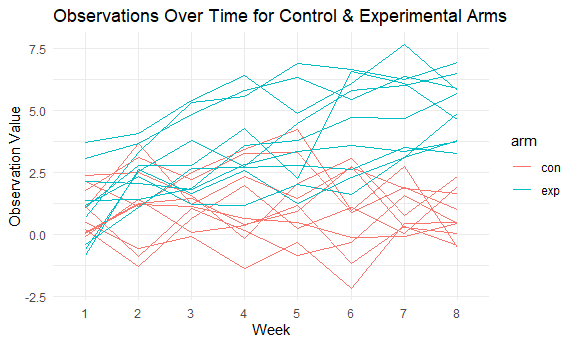 Observations Over Time for Control & Experimental Arms
Observation Value
7.5
5.0
2.5
0.0
-2.5
1 2 3 4 5 6 7 8
Week
arm
con
exp